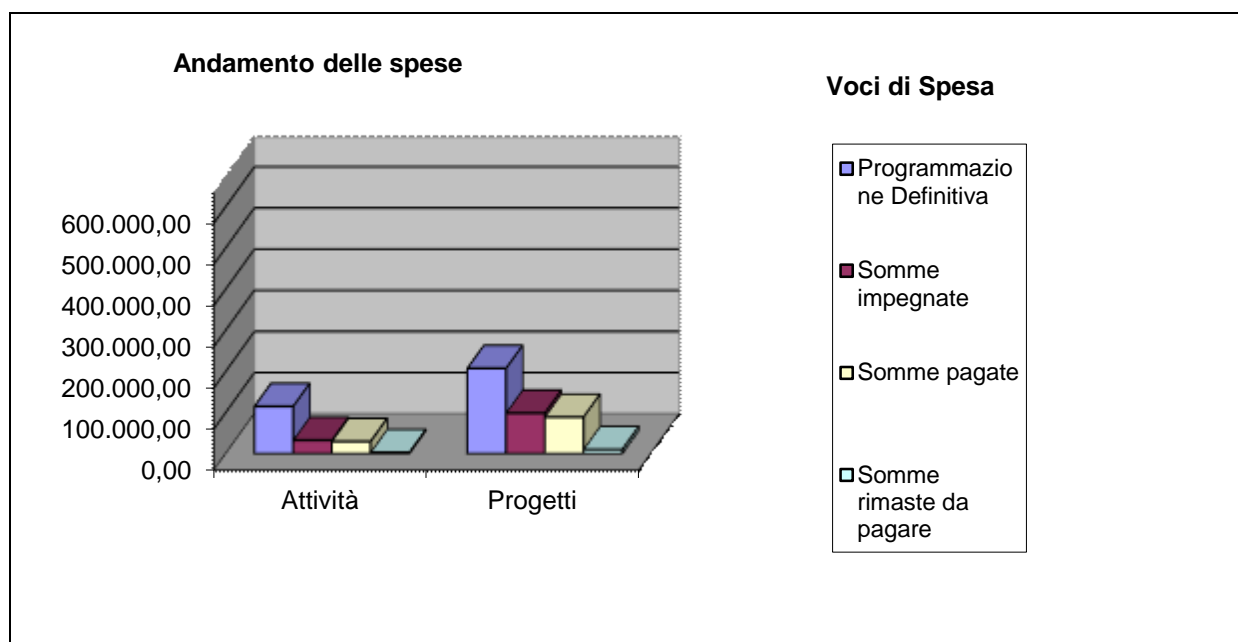 Andamento delle spese
Voci di Spesa
600.000,00
500.000,00
400.000,00
300.000,00
200.000,00
100.000,00
0,00
Attività
Progetti
Programmazio
ne Definitiva
Somme
impegnate
Somme pagate
Somme
rimaste da
pagare